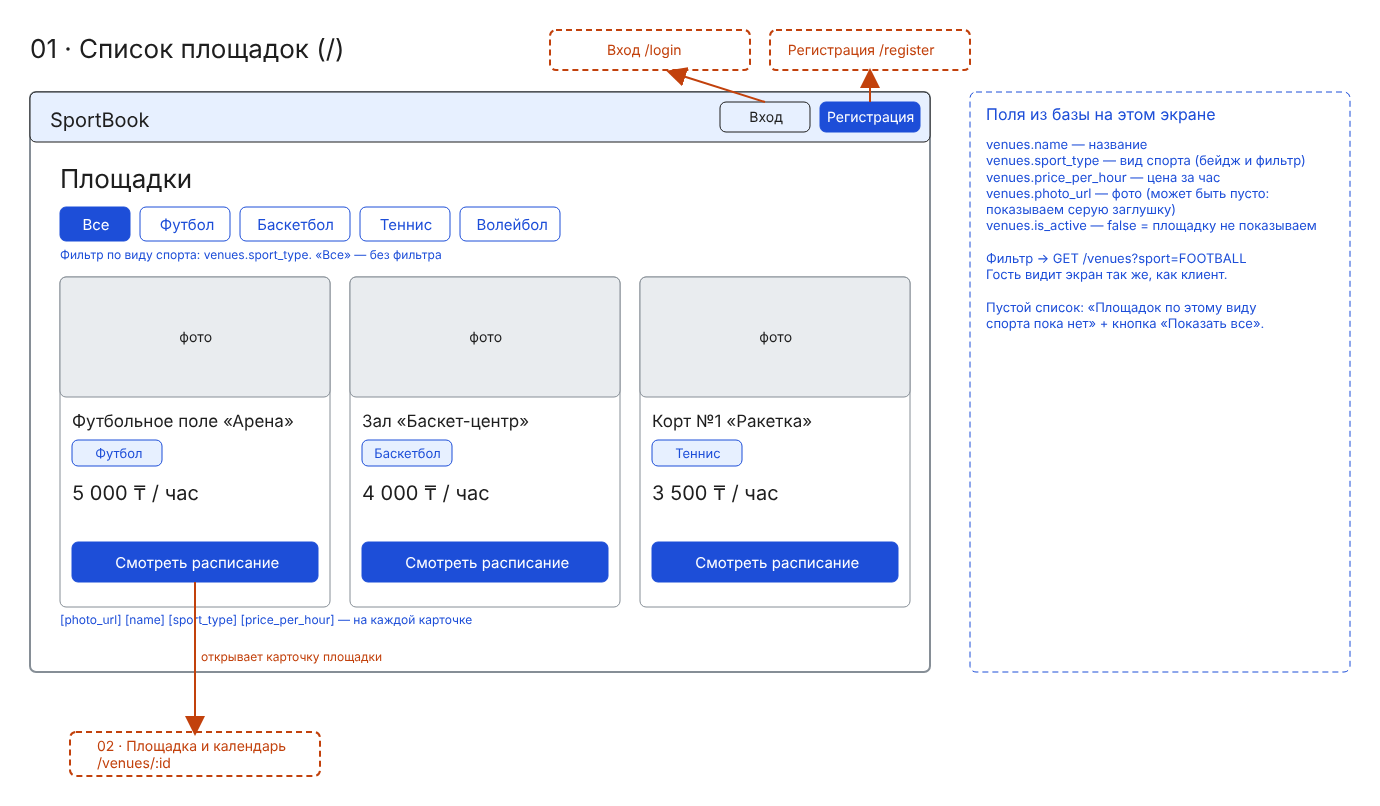 01 · Список площадок (/)
Вход /login
Регистрация /register
SportBook
Вход
Регистрация
Площадки
Все
Футбол
Баскетбол
Теннис
Волейбол
Фильтр по виду спорта: venues.sport_type. «Все» — без фильтра
фото
фото
фото
Футбольное поле «Арена»
Зал «Баскет-центр»
Корт №1 «Ракетка»
Футбол
Баскетбол
Теннис
5 000 ₸ / час
4 000 ₸ / час
3 500 ₸ / час
Смотреть расписание
Смотреть расписание
Смотреть расписание
[photo_url] [name] [sport_type] [price_per_hour] — на каждой карточке
открывает карточку площадки
02 · Площадка и календарь
/venues/:id
Поля из базы на этом экране
venues.name — название
venues.sport_type — вид спорта (бейдж и фильтр)
venues.price_per_hour — цена за час
venues.photo_url — фото (может быть пусто:
показываем серую заглушку)
venues.is_active — false = площадку не показываем
Фильтр → GET /venues?sport=FOOTBALL
Гость видит экран так же, как клиент.
Пустой список: «Площадок по этому виду
спорта пока нет» + кнопка «Показать все».